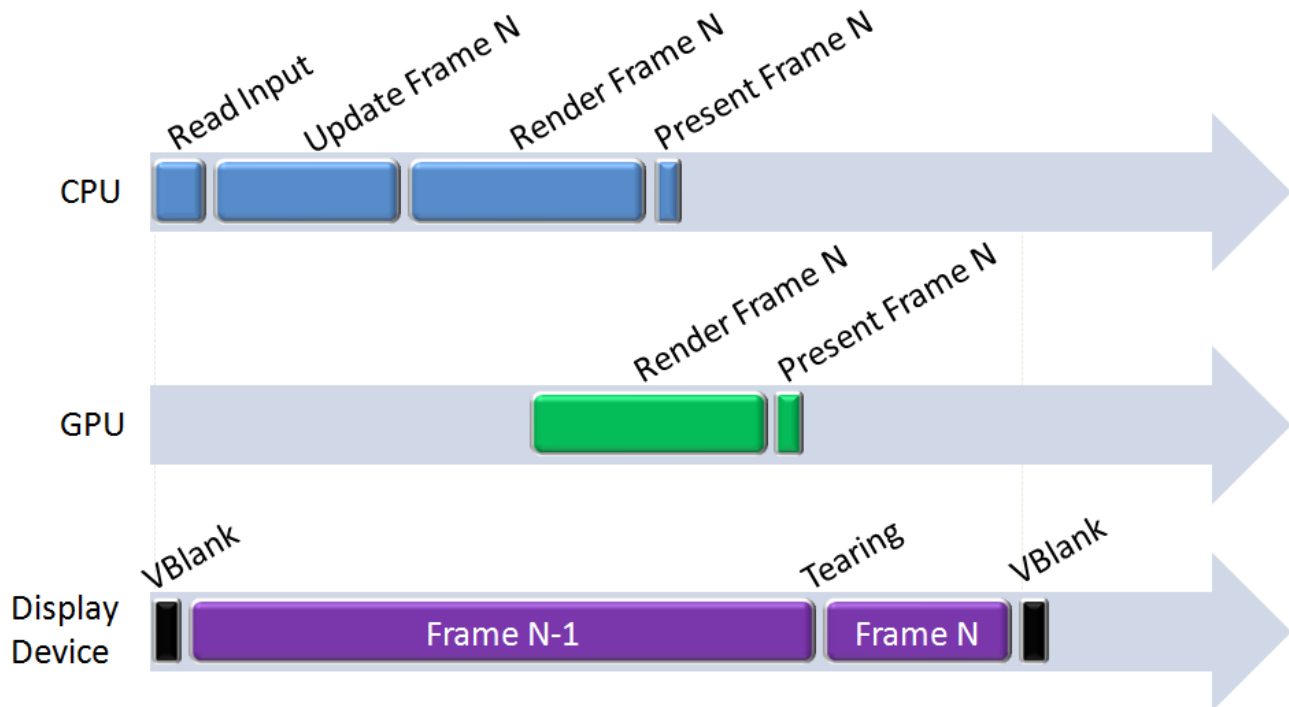 Read Input
Update Frame N
Render Frame N
Present Frame N
CPU
Render Frame N
Present Frame N
GPU
VBlank
Tearing
VBlank
Display
Device
Frame N-1
Frame N